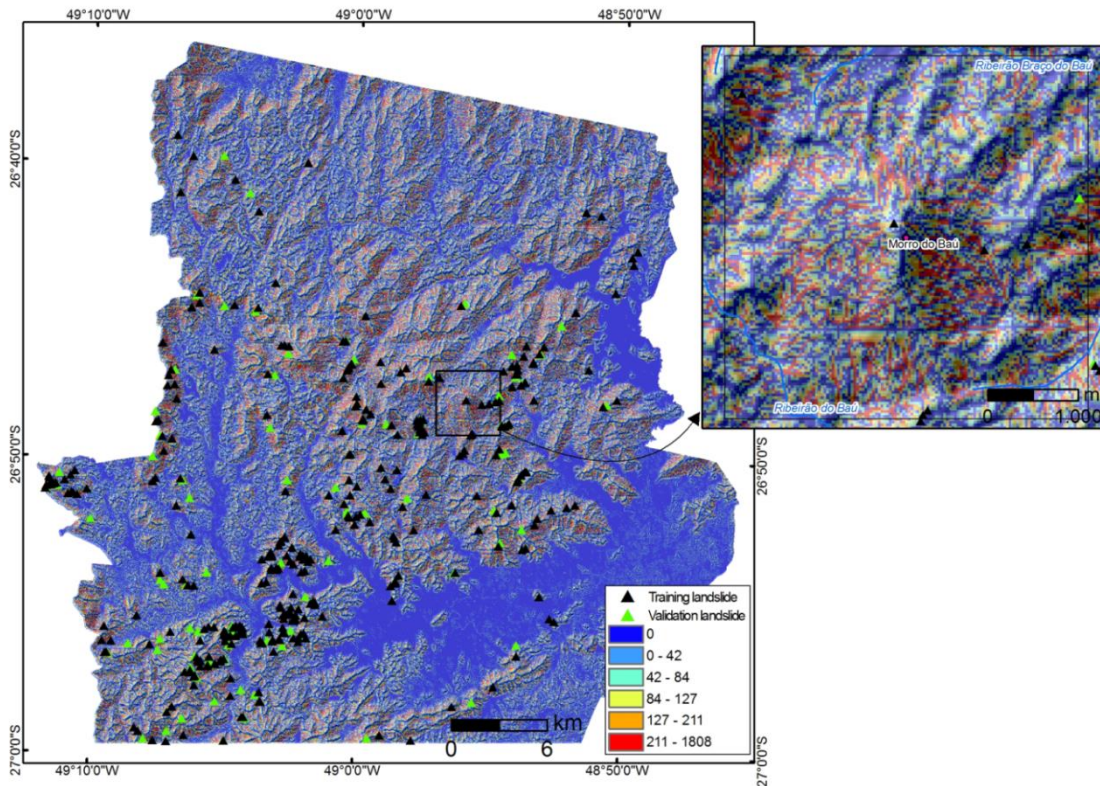 49°10'0"W
49°0'0"W
48°50'0"W
26°40'0"S
26°50'0"S
27°0'0"S
Ribeirão Braço do Baú
Morro do Baú
Ribeirão do Baú
m
0
1.000
26°50'0"S
27°0'0"S
Training landslide
Validation landslide
0
0 - 42
42 - 84
84 - 127
127 - 211
211 - 1808
km
0
6
49°10'0"W
49°0'0"W
48°50'0"W